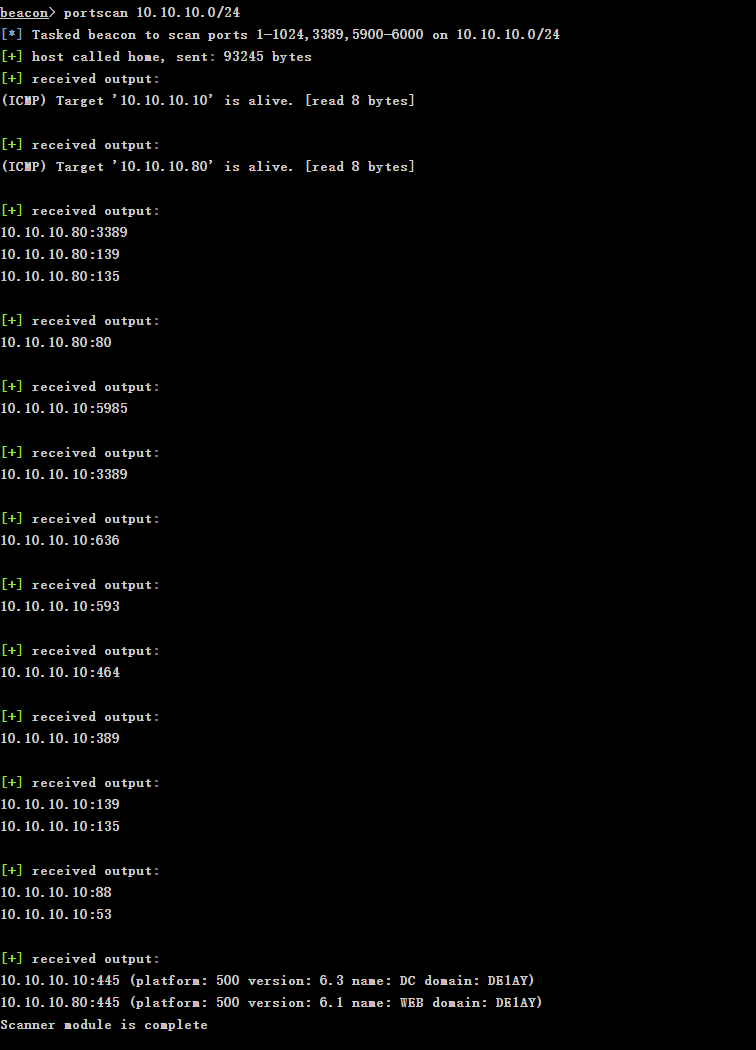 beacon> portscan 10.10.10.0/24
[*] Tasked beacon to scan ports 1-1024,3389,5900-6000 on 10.10.10.0/24
[+] host called home, sent: 93245 bytes
[+] received output:
(ICMP) Target '10.10.10.10' is alive. [read 8 bytes]
[+] received output:
(ICMP) Target '10.10.10.80' is alive. [read 8 bytes]
[+] received output:
10.10.10.80:3389
10.10.10.80:139
10.10.10.80:135
[+] received output:
10.10.10.80:80
[+] received output:
10.10.10.10:5985
[+] received output:
10.10.10.10:3389
[+] received output:
10.10.10.10:636
[+] received output:
10.10.10.10:593
[+] received output:
10.10.10.10:464
[+] received output:
10.10.10.10:389
[+] received output:
10.10.10.10:139
10.10.10.10:135
[+] received output:
10.10.10.10:88
10.10.10.10:53
[+] received output:
10.10.10.10:445 (platform: 500 version: 6.3 name: DC domain: DE1AY)
10.10.10.80:445 (platform: 500 version: 6.1 name: WEB domain: DE1AY)
Scanner module is complete